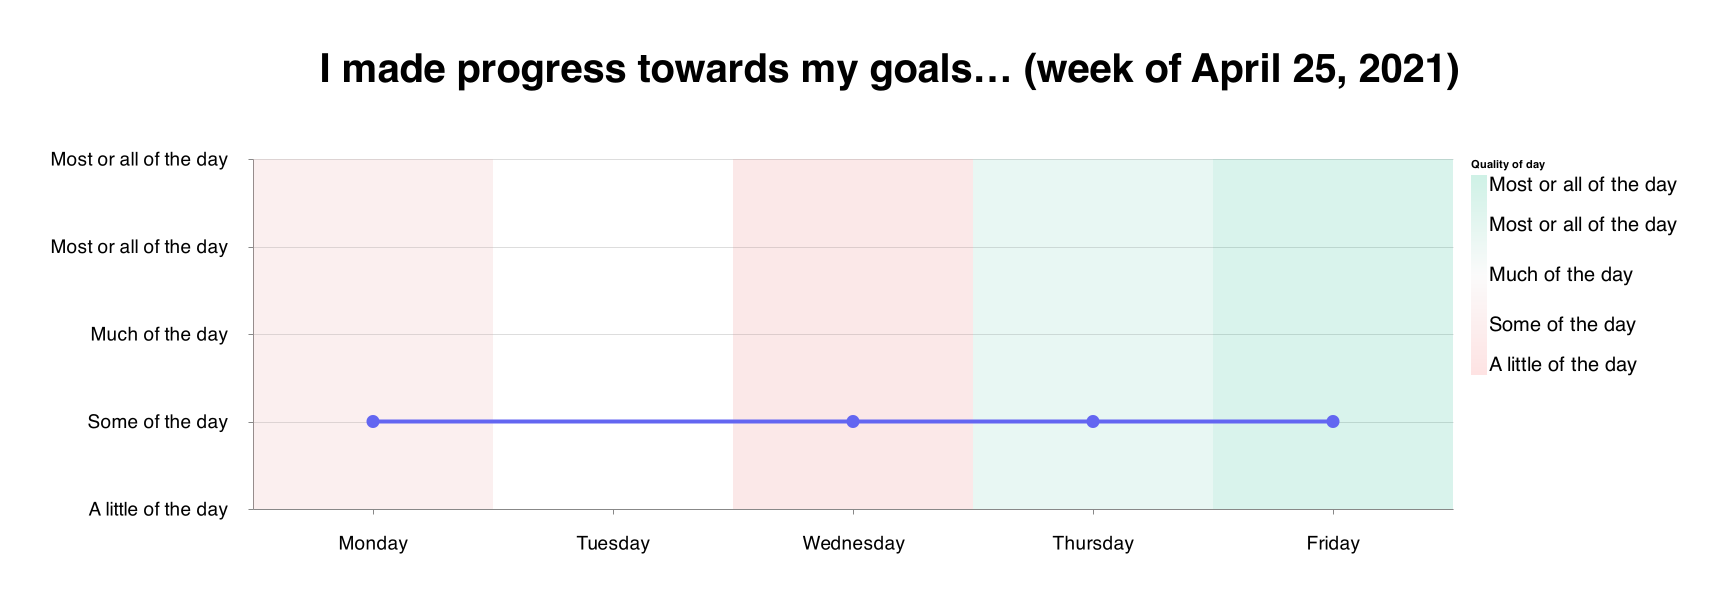 I made progress towards my goals… (week of April 25, 2021)
Most or all of the day
Most or all of the day
Much of the day
Some of the day
A little of the day
Monday
Tuesday
Wednesday
Thursday
Friday
Quality of day
Most or all of the day
Most or all of the day
Much of the day
Some of the day
A little of the day